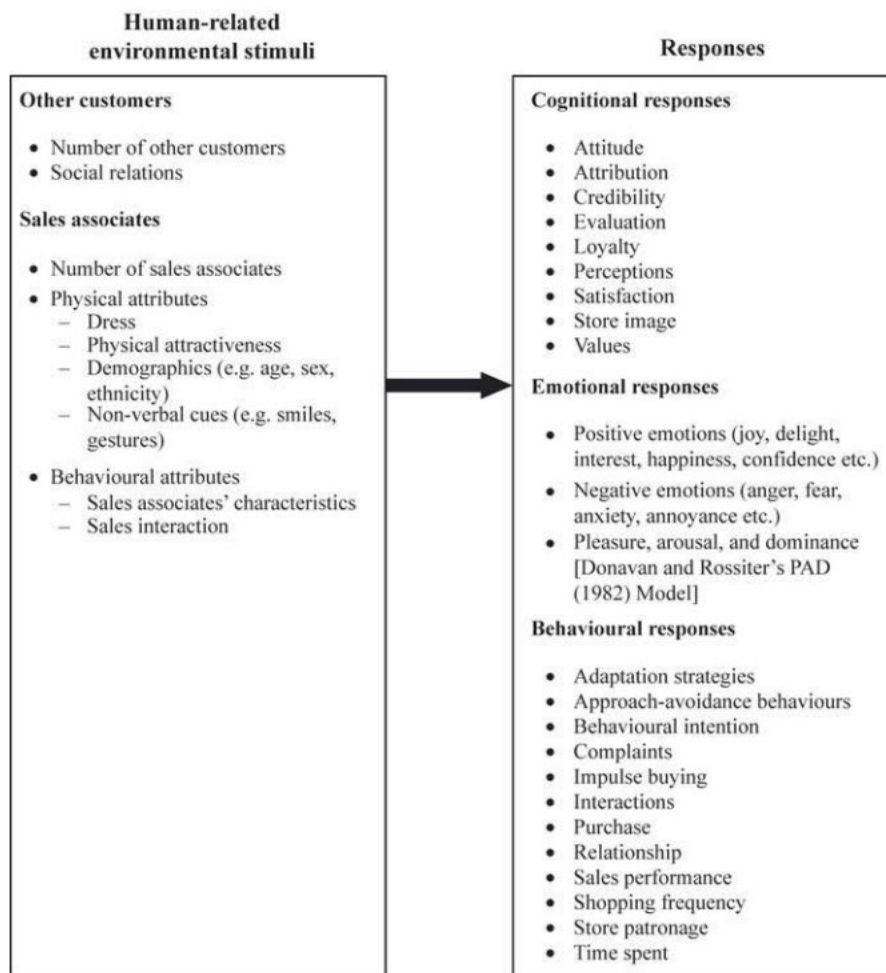 Human-related
environmental stimuli
Other customers
• Number of other customers
• Social relations
Sales associates
• Number of sales associates
• Physical attributes
– Dress
– Physical attractiveness
– Demographics (e.g. age, sex,
ethnicity)
– Non-verbal cues (e.g. smiles,
gestures)
• Behavioural attributes
– Sales associates' characteristics
– Sales interaction
Responses
Cognitional responses
• Attitude
• Attribution
• Credibility
• Evaluation
• Loyalty
• Perceptions
• Satisfaction
• Store image
• Values
Emotional responses
• Positive emotions (joy, delight,
interest, happiness, confidence etc.)
• Negative emotions (anger, fear,
anxiety, annoyance etc.)
• Pleasure, arousal, and dominance
[Donavan and Rossiter's PAD
(1982) Model]
Behavioural responses
• Adaptation strategies
• Approach-avoidance behaviours
• Behavioural intention
• Complaints
• Impulse buying
• Interactions
• Purchase
• Relationship
• Sales performance
• Shopping frequency
• Store patronage
• Time spent